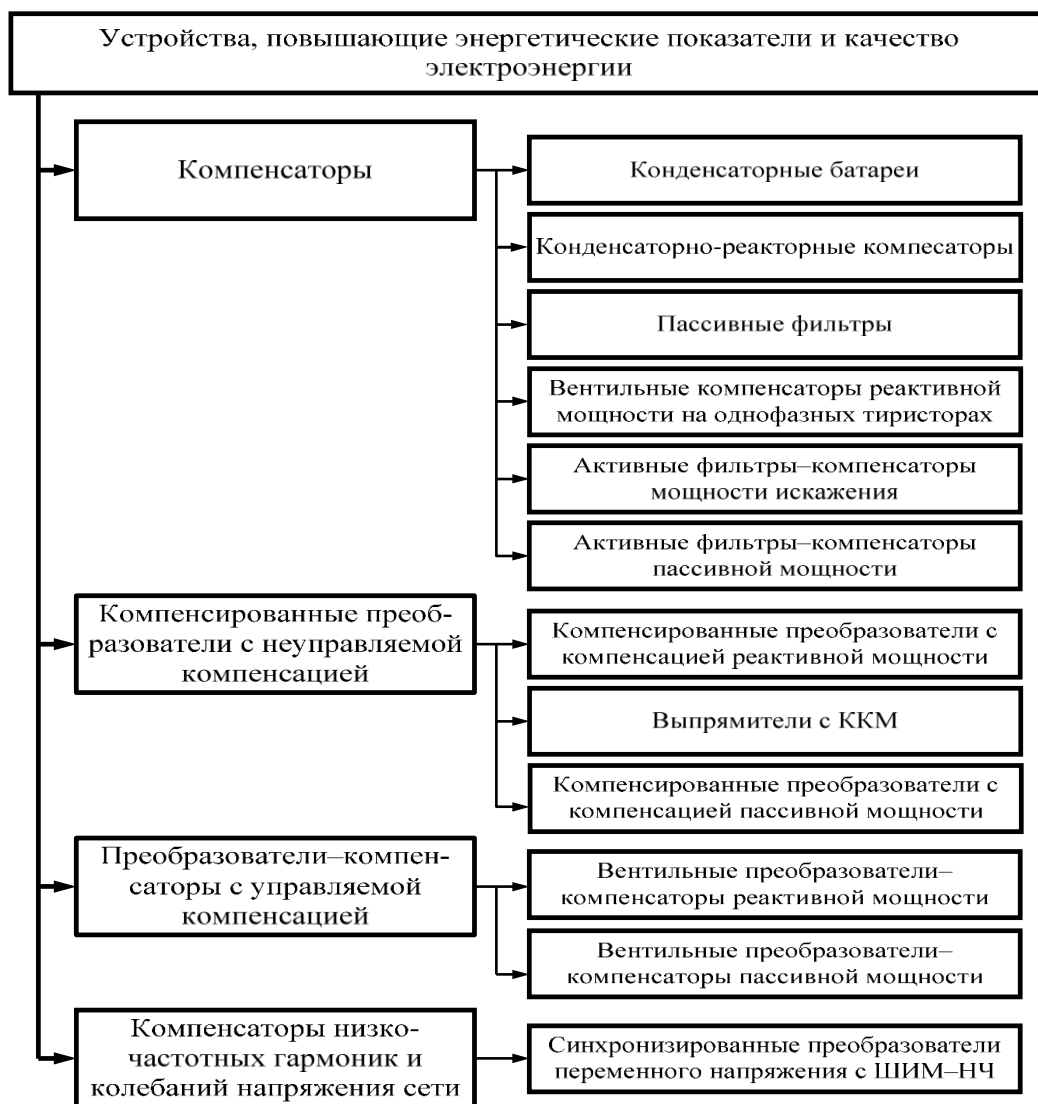 Устройства, повышающие энергетические показатели и качество
электроэнергии
Компенсаторы
Конденсаторные батареи
Конденсаторно-реакторные компесаторы
Пассивные фильтры
Вентильные компенсаторы реактивной
мощности на однофазных тиристорах
Активные фильтры–компенсаторы
мощности искажения
Активные фильтры–компенсаторы
пассивной мощности
Компенсированные преоб-
разователи с неуправляемой
компенсацией
Компенсированные преобразователи с
компенсацией реактивной мощности
Выпрямители с ККМ
Компенсированные преобразователи с
компенсацией пассивной мощности
Преобразователи–компен-
саторы с управляемой
компенсацией
Вентильные преобразователи–
компенсаторы реактивной мощности
Вентильные преобразователи–
компенсаторы пассивной мощности
Компенсаторы низко-
частотных гармоник и
колебаний напряжения сети
Синхронизированные преобразователи
переменного напряжения с ШИМ–НЧ